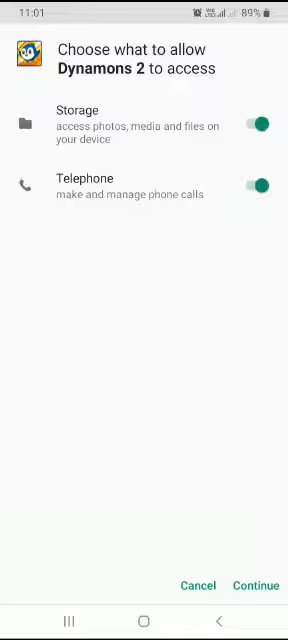 11:01
89%
Choose what to allow
Dynamons 2 to access
Storage
access photos, media and files on
your device
Telephone
make and manage phone calls
Cancel Continue